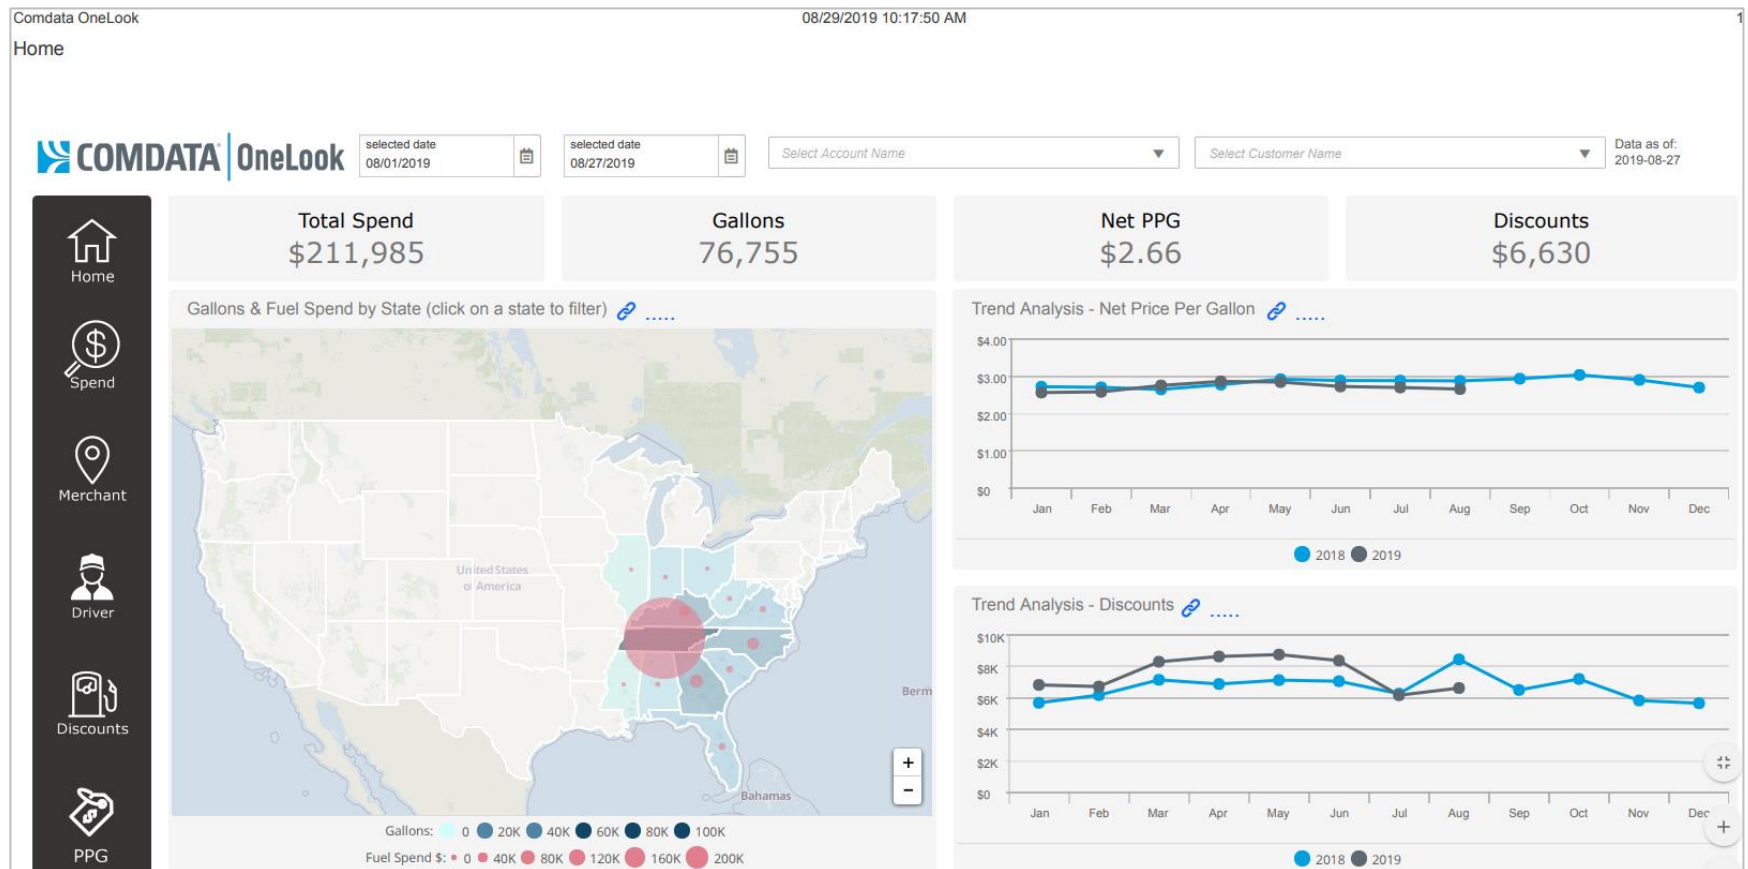 Comdata OneLook 08/29/2019 10:17:50 AM 1
Home
COMDATA OneLook
selected date
08/01/2019
selected date
08/27/2019
Select Account Name
Select Customer Name
Data as of:
2019-08-27
Home
Spend
Merchant
Driver
Discounts
PPG
Total Spend
$211,985
Gallons
76,755
Net PPG
$2.66
Discounts
$6,630
Gallons & Fuel Spend by State (click on a state to filter) .....
United States
of America
Bahamas
Berm
+
−
Gallons: 0 20K 40K 60K 80K 100K
Fuel Spend $: 0 40K 80K 120K 160K 200K
Trend Analysis - Net Price Per Gallon .....
$4.00
$3.00
$2.00
$1.00
$0
Jan Feb Mar Apr May Jun Jul Aug Sep Oct Nov Dec
2018 2019
Trend Analysis - Discounts .....
$10K
$8K
$6K
$4K
$2K
$0
Jan Feb Mar Apr May Jun Jul Aug Sep Oct Nov Dec
+
2018 2019